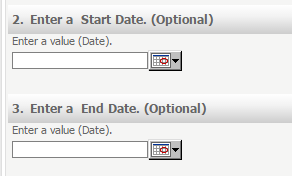 2. Enter a  Start Date. (Optional)
Enter a value (Date).
3. Enter a  End Date. (Optional)
Enter a value (Date).